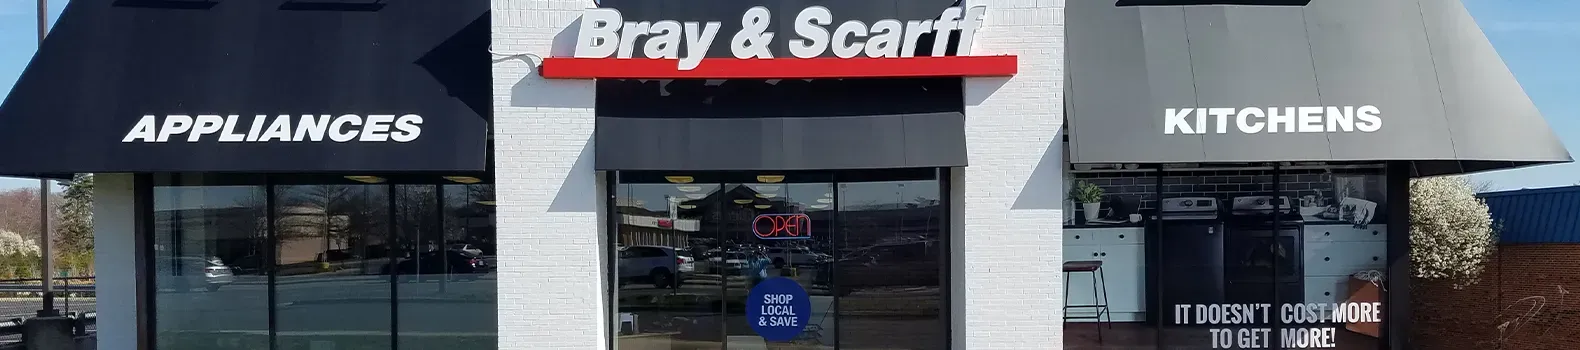 Bray & Scarff
APPLIANCES
KITCHENS
OPEN
SHOP
LOCAL
& SAVE
IT DOESN'T COST MORE
TO GET MORE!